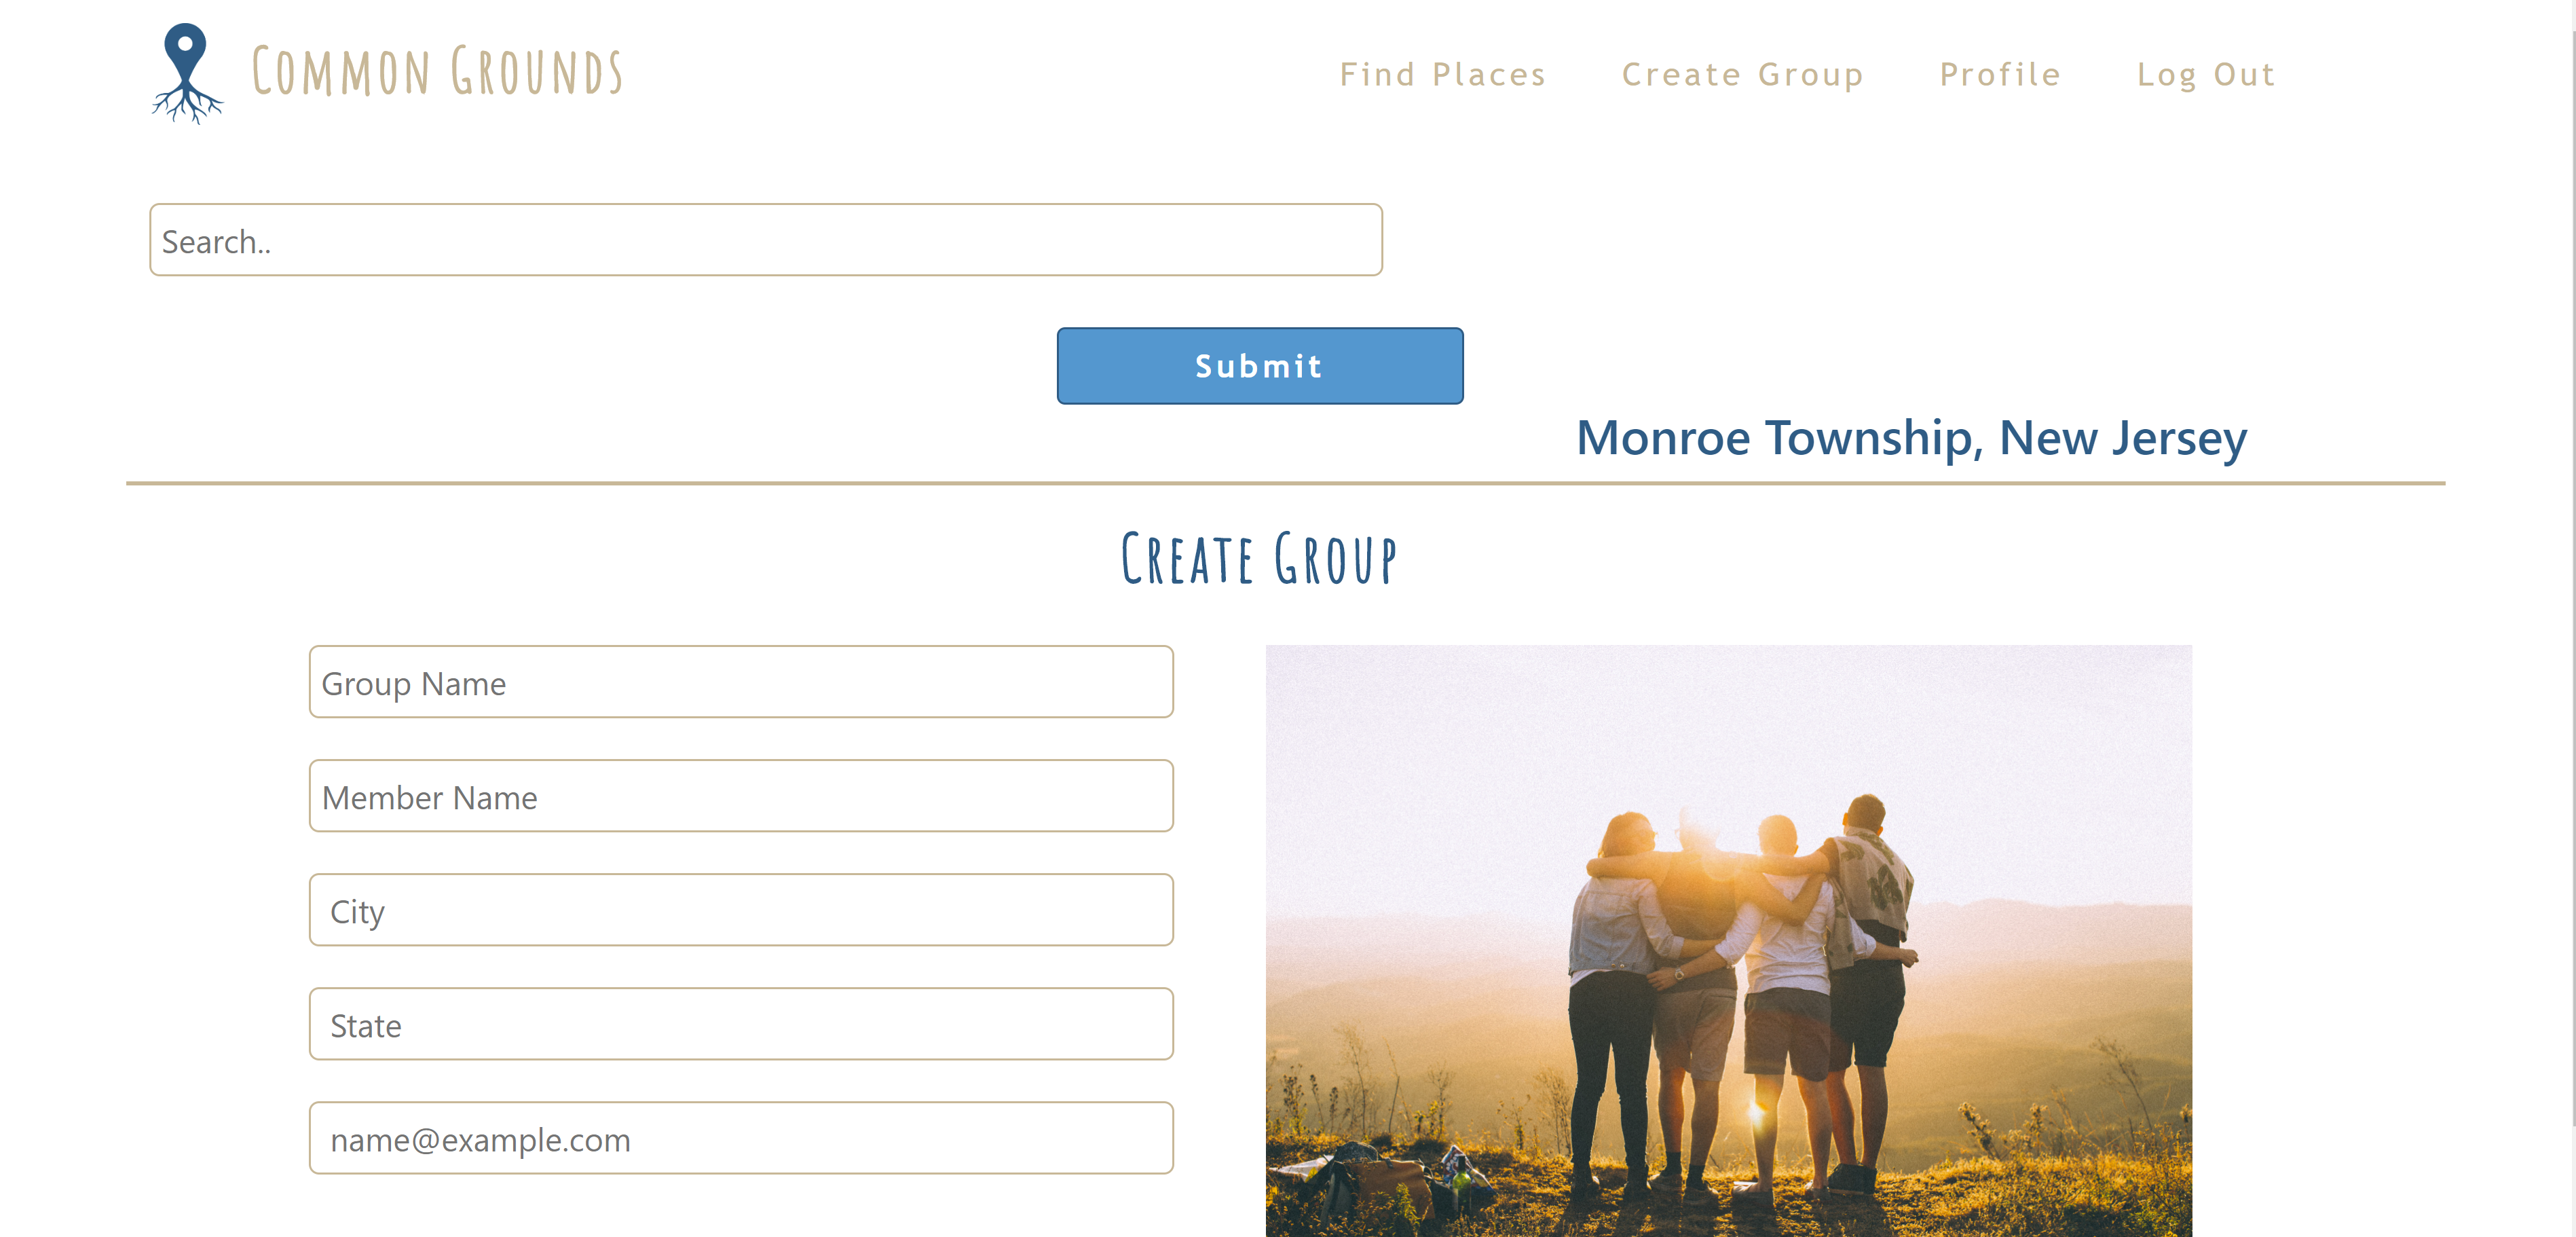 Common Grounds
Find Places Create Group Profile Log Out
Search..
Submit
Monroe Township, New Jersey
Create Group
Group Name
Member Name
City
State
name@example.com